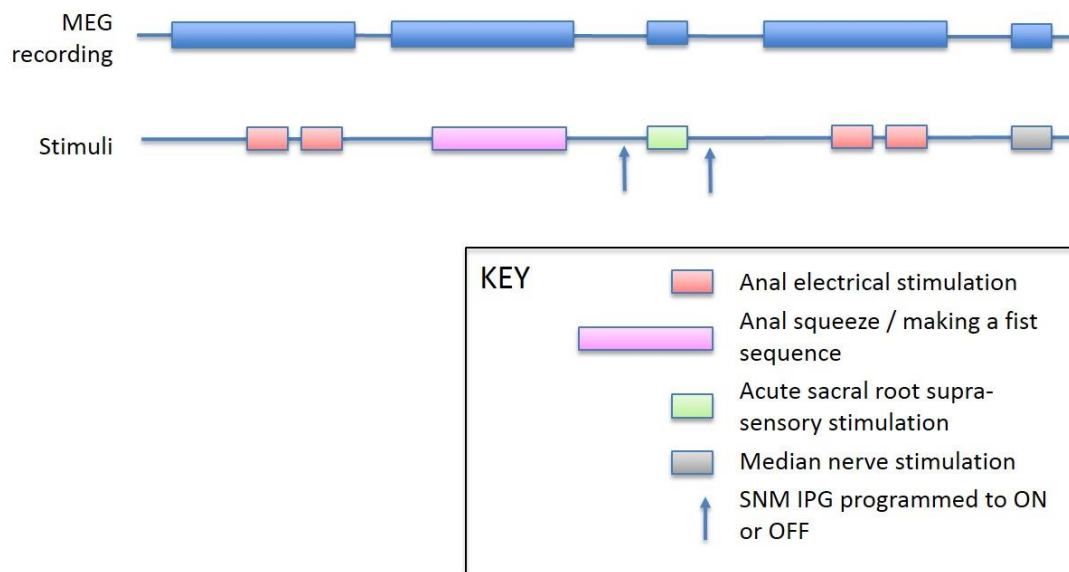 MEG
recording
Stimuli
KEY
Anal electrical stimulation
Anal squeeze / making a fist
sequence
Acute sacral root supra-
sensory stimulation
Median nerve stimulation
SNM IPG programmed to ON
or OFF